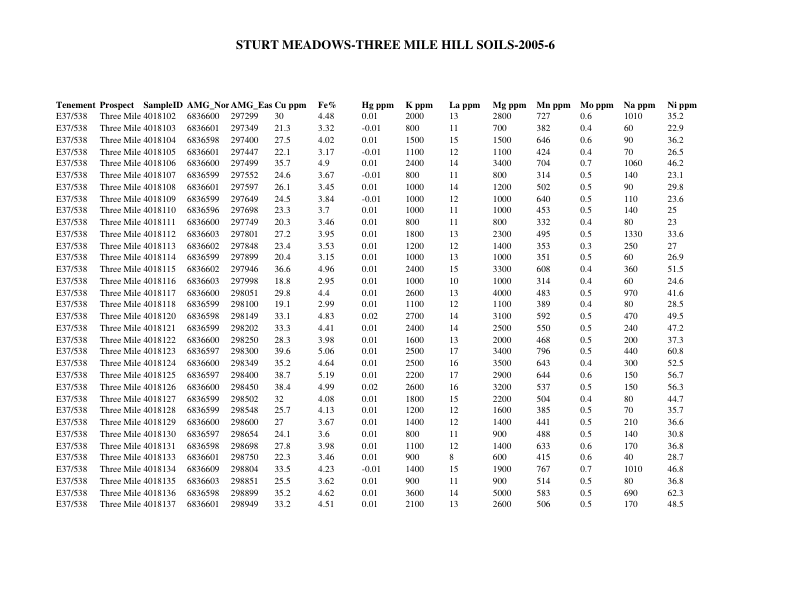 STURT MEADOWS-THREE MILE HILL SOILS-2005-6
Tenement Prospect SampleID AMG_Nor AMG_Eas Cu ppm Fe% Hg ppm K ppm La ppm Mg ppm Mn ppm Mo ppm Na ppm Ni ppm
E37/538 Three Mile 4018102 6836600 297299 30 4.48 0.01 2000 13 2800 727 0.6 1010 35.2
E37/538 Three Mile 4018103 6836601 297349 21.3 3.32 -0.01 800 11 700 382 0.4 60 22.9
E37/538 Three Mile 4018104 6836598 297400 27.5 4.02 0.01 1500 15 1500 646 0.6 90 36.2
E37/538 Three Mile 4018105 6836601 297447 22.1 3.17 -0.01 1100 12 1100 424 0.4 70 26.5
E37/538 Three Mile 4018106 6836600 297499 35.7 4.9 0.01 2400 14 3400 704 0.7 1060 46.2
E37/538 Three Mile 4018107 6836599 297552 24.6 3.67 -0.01 800 11 800 314 0.5 140 23.1
E37/538 Three Mile 4018108 6836601 297597 26.1 3.45 0.01 1000 14 1200 502 0.5 90 29.8
E37/538 Three Mile 4018109 6836599 297649 24.5 3.84 -0.01 1000 12 1000 640 0.5 110 23.6
E37/538 Three Mile 4018110 6836596 297698 23.3 3.7 0.01 1000 11 1000 453 0.5 140 25
E37/538 Three Mile 4018111 6836600 297749 20.3 3.46 0.01 800 11 800 332 0.4 80 23
E37/538 Three Mile 4018112 6836603 297801 27.2 3.95 0.01 1800 13 2300 495 0.5 1330 33.6
E37/538 Three Mile 4018113 6836602 297848 23.4 3.53 0.01 1200 12 1400 353 0.3 250 27
E37/538 Three Mile 4018114 6836599 297899 20.4 3.15 0.01 1000 13 1000 351 0.5 60 26.9
E37/538 Three Mile 4018115 6836602 297946 36.6 4.96 0.01 2400 15 3300 608 0.4 360 51.5
E37/538 Three Mile 4018116 6836603 297998 18.8 2.95 0.01 1000 10 1000 314 0.4 60 24.6
E37/538 Three Mile 4018117 6836600 298051 29.8 4.4 0.01 2600 13 4000 483 0.5 970 41.6
E37/538 Three Mile 4018118 6836599 298100 19.1 2.99 0.01 1100 12 1100 389 0.4 80 28.5
E37/538 Three Mile 4018120 6836598 298149 33.1 4.83 0.02 2700 14 3100 592 0.5 470 49.5
E37/538 Three Mile 4018121 6836599 298202 33.3 4.41 0.01 2400 14 2500 550 0.5 240 47.2
E37/538 Three Mile 4018122 6836600 298250 28.3 3.98 0.01 1600 13 2000 468 0.5 200 37.3
E37/538 Three Mile 4018123 6836597 298300 39.6 5.06 0.01 2500 17 3400 796 0.5 440 60.8
E37/538 Three Mile 4018124 6836600 298349 35.2 4.64 0.01 2500 16 3500 643 0.4 300 52.5
E37/538 Three Mile 4018125 6836597 298400 38.7 5.19 0.01 2200 17 2900 644 0.6 150 56.7
E37/538 Three Mile 4018126 6836600 298450 38.4 4.99 0.02 2600 16 3200 537 0.5 150 56.3
E37/538 Three Mile 4018127 6836599 298502 32 4.08 0.01 1800 15 2200 504 0.4 80 44.7
E37/538 Three Mile 4018128 6836599 298548 25.7 4.13 0.01 1200 12 1600 385 0.5 70 35.7
E37/538 Three Mile 4018129 6836600 298600 27 3.67 0.01 1400 12 1400 441 0.5 210 36.6
E37/538 Three Mile 4018130 6836597 298654 24.1 3.6 0.01 800 11 900 488 0.5 140 30.8
E37/538 Three Mile 4018131 6836598 298698 27.8 3.98 0.01 1100 12 1400 633 0.6 170 36.8
E37/538 Three Mile 4018133 6836601 298750 22.3 3.46 0.01 900 8 600 415 0.6 40 28.7
E37/538 Three Mile 4018134 6836609 298804 33.5 4.23 -0.01 1400 15 1900 767 0.7 1010 46.8
E37/538 Three Mile 4018135 6836603 298851 25.5 3.62 0.01 900 11 900 514 0.5 80 36.8
E37/538 Three Mile 4018136 6836598 298899 35.2 4.62 0.01 3600 14 5000 583 0.5 690 62.3
E37/538 Three Mile 4018137 6836601 298949 33.2 4.51 0.01 2100 13 2600 506 0.5 170 48.5